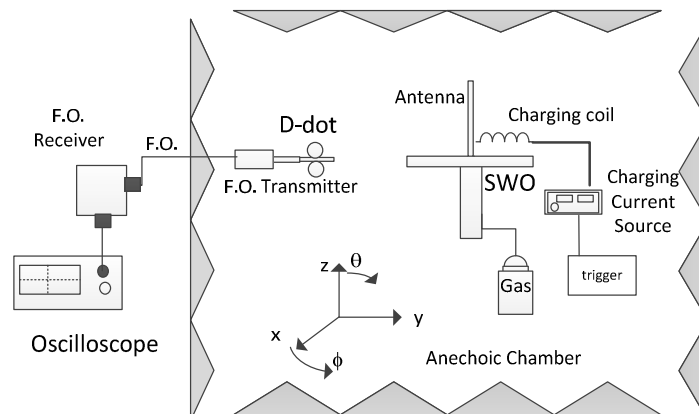 F.O.
Receiver
F.O.
D-dot
F.O. Transmitter
Antenna
Charging coil
SWO
Charging
Current
Source
trigger
Gas
θ
z
y
x
ϕ
Anechoic Chamber
Oscilloscope